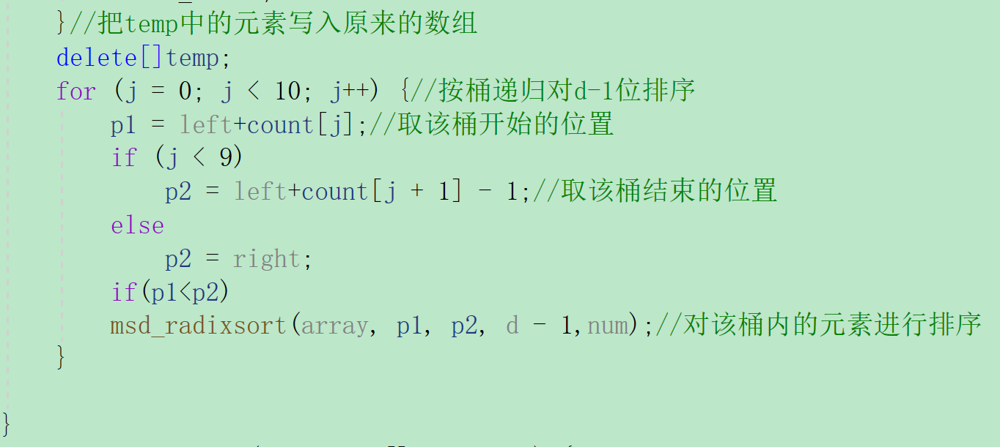 }//把temp中的元素写入原来的数组
delete[]temp;
for (j = 0; j < 10; j++) {//按桶递归对d-1位排序
p1 = left+count[j];//取该桶开始的位置
if (j < 9)
p2 = left+count[j + 1] - 1;//取该桶结束的位置
else
p2 = right;
if(p1<p2)
msd_radixsort(array, p1, p2, d - 1,num);//对该桶内的元素进行排序
}
}